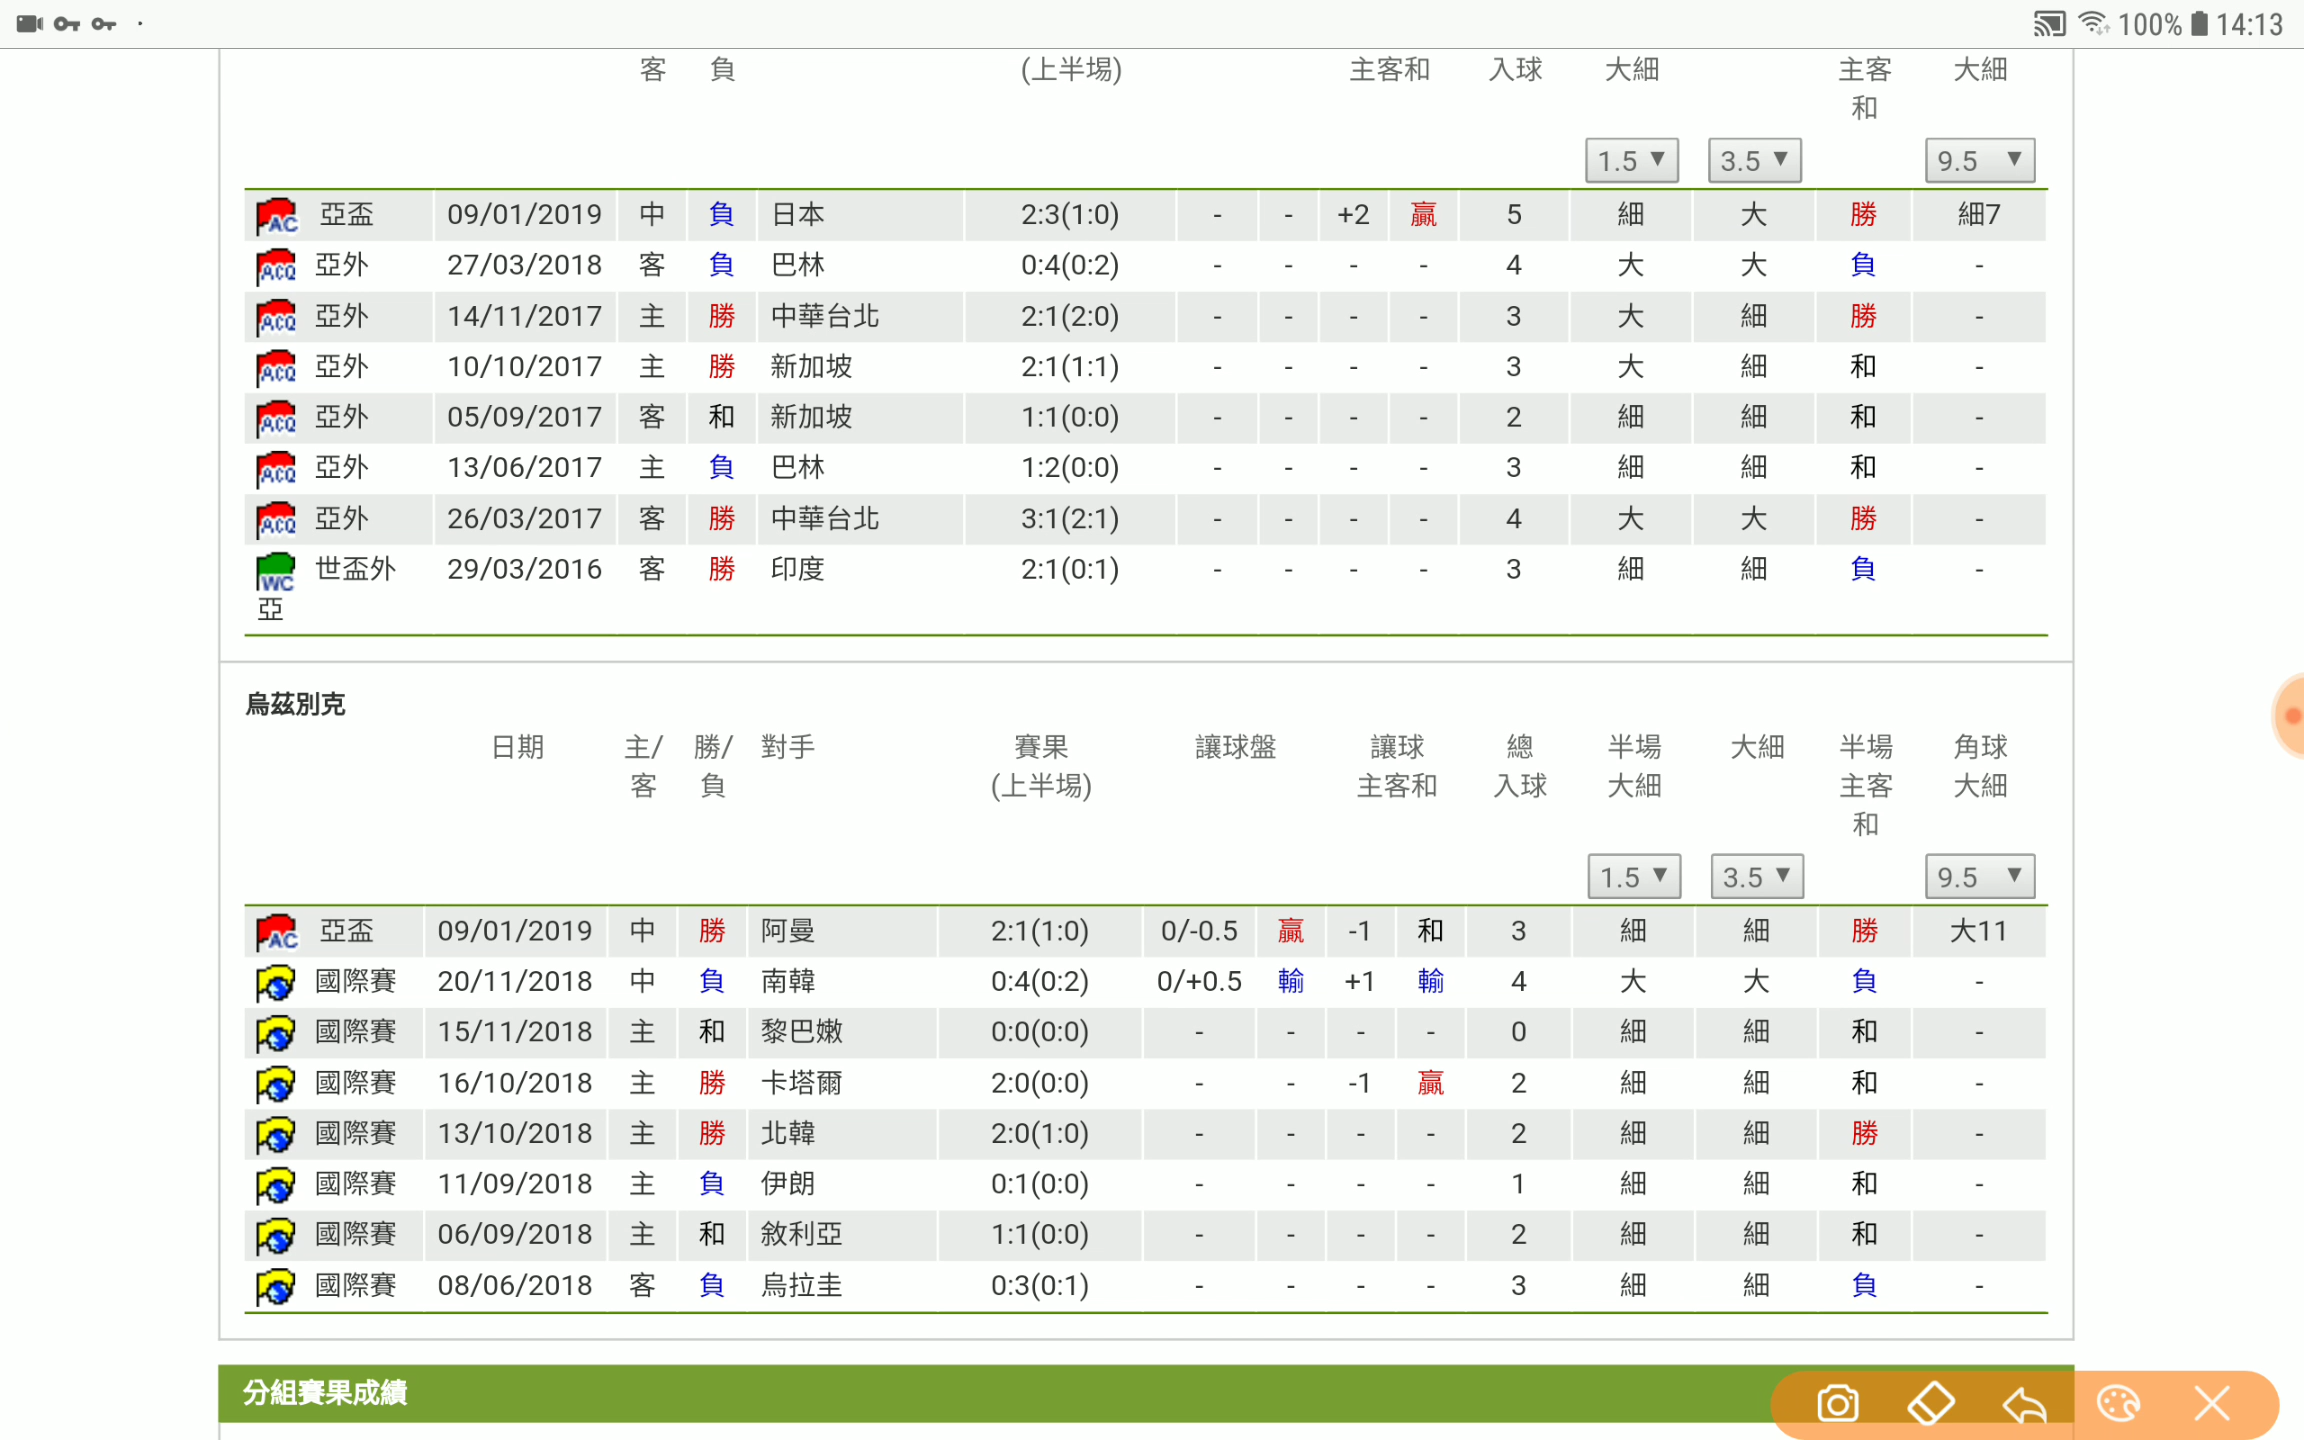 100% 14:13
客 負 (上半場) 主客和 入球 大細 主客 大細
和
1.5 3.5 9.5
AC 亞盃 09/01/2019 中 負 日本 2:3(1:0) - - +2 贏 5 細 大 勝 細7
ACQ 亞外 27/03/2018 客 負 巴林 0:4(0:2) - - - - 4 大 大 負 -
ACQ 亞外 14/11/2017 主 勝 中華台北 2:1(2:0) - - - - 3 大 細 勝 -
ACQ 亞外 10/10/2017 主 勝 新加坡 2:1(1:1) - - - - 3 大 細 和 -
ACQ 亞外 05/09/2017 客 和 新加坡 1:1(0:0) - - - - 2 細 細 和 -
ACQ 亞外 13/06/2017 主 負 巴林 1:2(0:0) - - - - 3 細 細 和 -
ACQ 亞外 26/03/2017 客 勝 中華台北 3:1(2:1) - - - - 4 大 大 勝 -
WC 世盃外 29/03/2016 客 勝 印度 2:1(0:1) - - - - 3 細 細 負 -
亞
烏茲別克
日期 主/ 勝/ 對手 賽果 讓球盤 讓球 總 半場 大細 半場 角球
客 負 (上半場) 主客和 入球 大細 主客 大細
和
1.5 3.5 9.5
AC 亞盃 09/01/2019 中 勝 阿曼 2:1(1:0) 0/-0.5 贏 -1 和 3 細 細 勝 大11
國際賽 20/11/2018 中 負 南韓 0:4(0:2) 0/+0.5 輸 +1 輸 4 大 大 負 -
國際賽 15/11/2018 主 和 黎巴嫩 0:0(0:0) - - - - 0 細 細 和 -
國際賽 16/10/2018 主 勝 卡塔爾 2:0(0:0) - - -1 贏 2 細 細 和 -
國際賽 13/10/2018 主 勝 北韓 2:0(1:0) - - - - 2 細 細 勝 -
國際賽 11/09/2018 主 負 伊朗 0:1(0:0) - - - - 1 細 細 和 -
國際賽 06/09/2018 主 和 敘利亞 1:1(0:0) - - - - 2 細 細 和 -
國際賽 08/06/2018 客 負 烏拉圭 0:3(0:1) - - - - 3 細 細 負 -
分組賽果成績